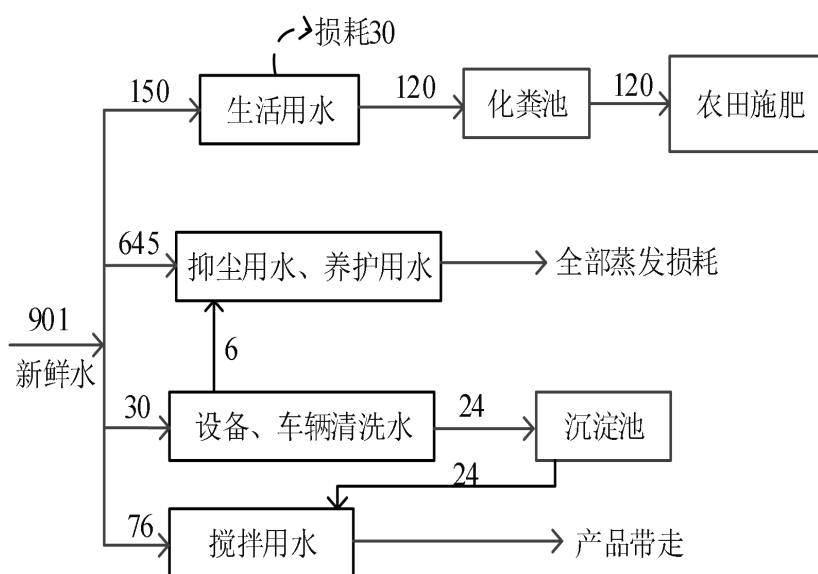 损耗30
150
生活用水
120
化粪池
120
农田施肥
645
抑尘用水、养护用水
全部蒸发损耗
901
新鲜水
6
30
设备、车辆清洗水
24
沉淀池
24
76
搅拌用水
产品带走